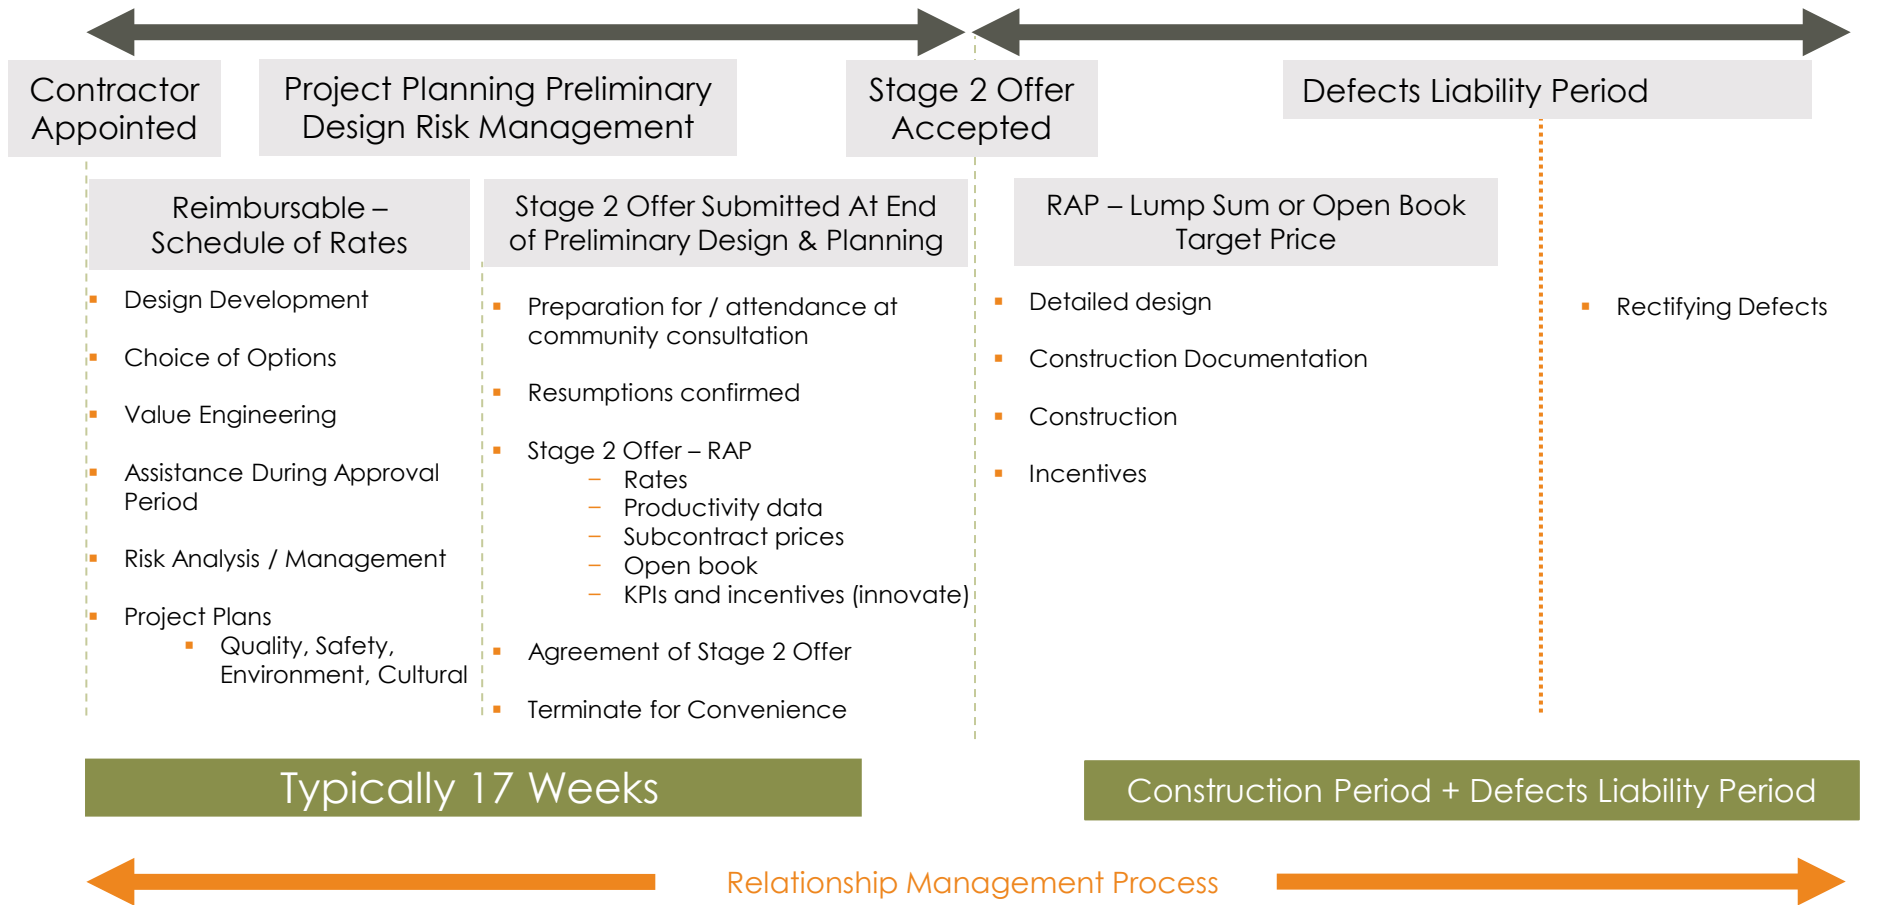 Contractor
Appointed
Project Planning Preliminary
Design Risk Management
Stage 2 Offer
Accepted
Defects Liability Period
Reimbursable –
Schedule of Rates
Design Development
Choice of Options
Value Engineering
Assistance During Approval
Period
Risk Analysis / Management
Project Plans
Quality, Safety,
Environment, Cultural
Stage 2 Offer Submitted At End
of Preliminary Design & Planning
Preparation for / attendance at
community consultation
Resumptions confirmed
Stage 2 Offer – RAP
– Rates
– Productivity data
– Subcontract prices
– Open book
– KPIs and incentives (innovate)
Agreement of Stage 2 Offer
Terminate for Convenience
RAP – Lump Sum or Open Book
Target Price
Detailed design
Construction Documentation
Construction
Incentives
Rectifying Defects
Typically 17 Weeks
Construction Period + Defects Liability Period
Relationship Management Process